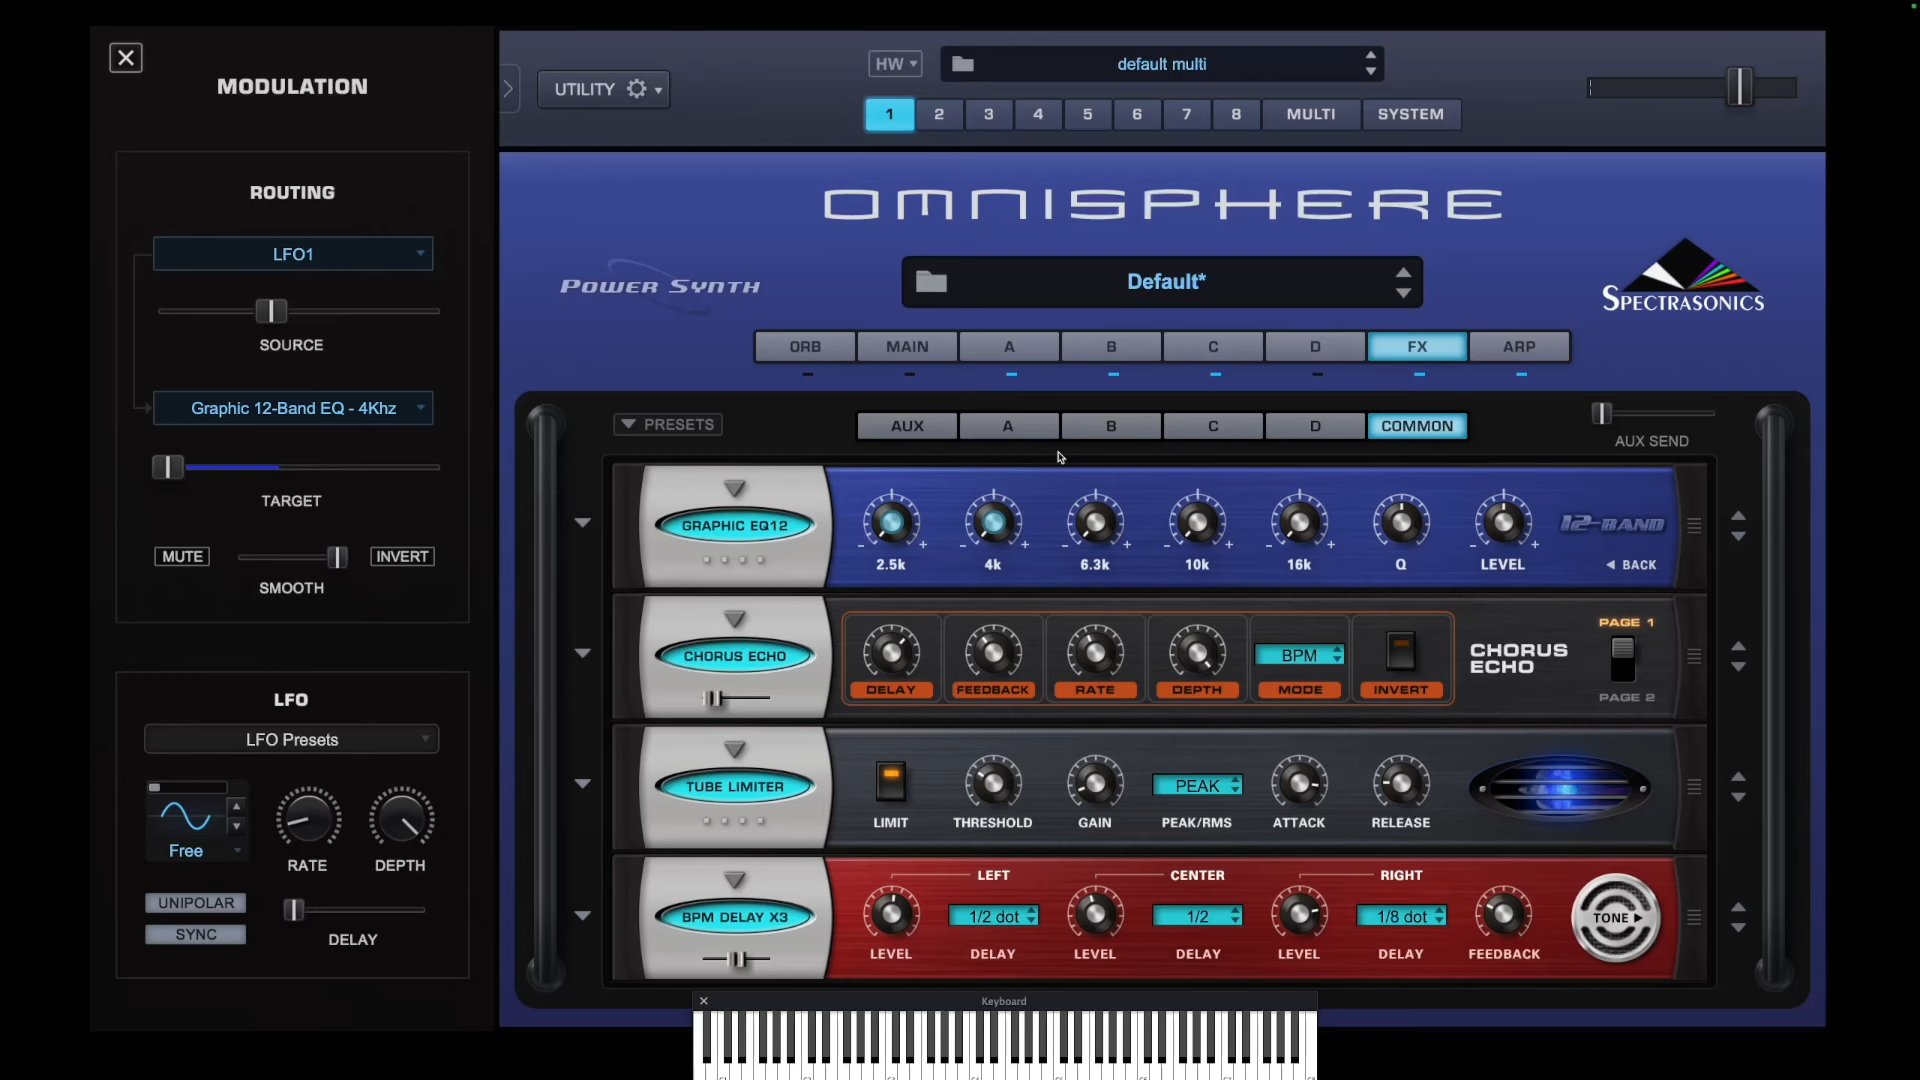 MODULATION
ROUTING
LFO1
SOURCE
Graphic 12-Band EQ - 4Khz
TARGET
MUTE
INVERT
SMOOTH
LFO
LFO Presets
Free
RATE
DEPTH
UNIPOLAR
SYNC
DELAY
UTILITY
HW
default multi
1 2 3 4 5 6 7 8 MULTI SYSTEM
OMNISPHERE
POWER SYNTH
Default*
SPECTRASONICS
ORB MAIN A B C D FX ARP
PRESETS
AUX A B C D COMMON
AUX SEND
GRAPHIC EQ12
2.5k 4k 6.3k 10k 16k Q LEVEL
12-BAND
BACK
CHORUS ECHO
BPM
DELAY FEEDBACK RATE DEPTH MODE INVERT
CHORUS
ECHO
PAGE 1
PAGE 2
TUBE LIMITER
PEAK
LIMIT THRESHOLD GAIN PEAK/RMS ATTACK RELEASE
BPM DELAY X3
LEFT CENTER RIGHT
1/2 dot 1/2 1/8 dot
LEVEL DELAY LEVEL DELAY LEVEL DELAY FEEDBACK
TONE
Keyboard